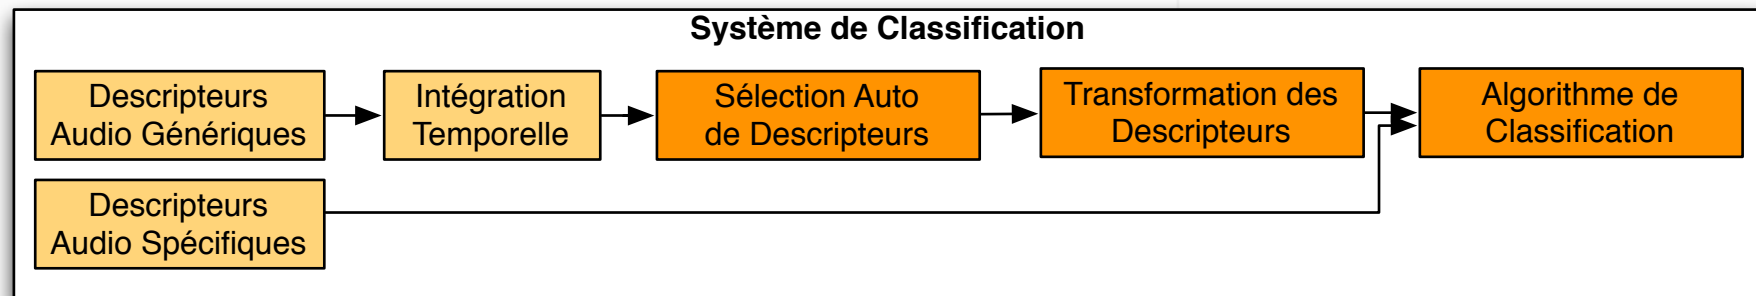 Système de Classification
Descripteurs
Audio Génériques
Intégration
Temporelle
Sélection Auto
de Descripteurs
Transformation des
Descripteurs
Algorithme de
Classification
Descripteurs
Audio Spécifiques